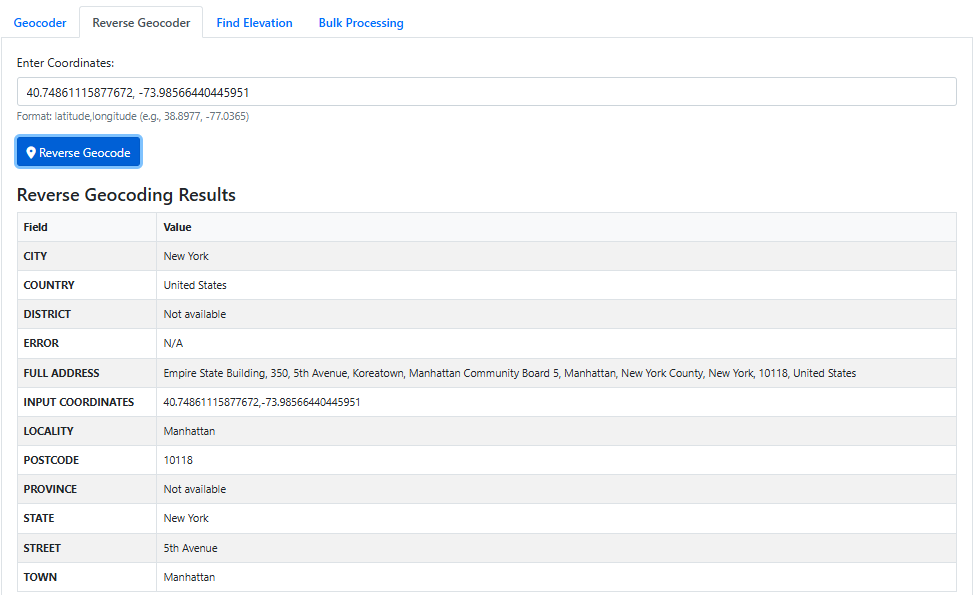 Geocoder Reverse Geocoder Find Elevation Bulk Processing
Enter Coordinates:
40.74861115877672, -73.98566440445951
Format: latitude,longitude (e.g., 38.8977, -77.0365)
Reverse Geocode
Reverse Geocoding Results
Field Value
CITY New York
COUNTRY United States
DISTRICT Not available
ERROR N/A
FULL ADDRESS Empire State Building, 350, 5th Avenue, Koreatown, Manhattan Community Board 5, Manhattan, New York County, New York, 10118, United States
INPUT COORDINATES 40.74861115877672,-73.98566440445951
LOCALITY Manhattan
POSTCODE 10118
PROVINCE Not available
STATE New York
STREET 5th Avenue
TOWN Manhattan